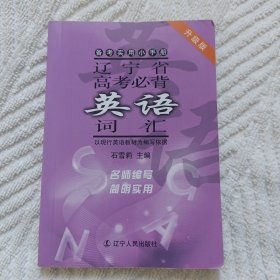 备考实用小手册
升级版
辽宁省
高考必背
英语
词汇
以现行英语教材为编写依据
石雪莉 主编
名师编写
简明实用
辽宁人民出版社